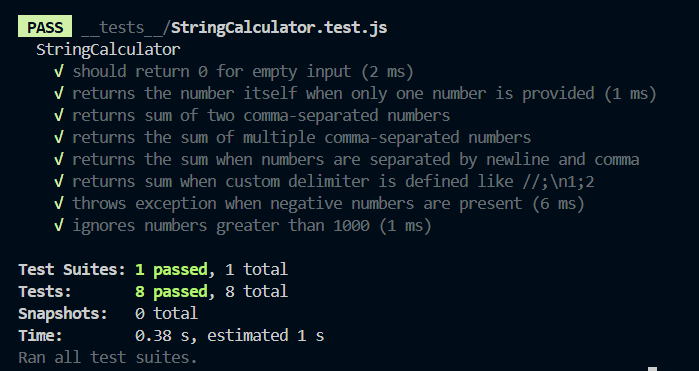 PASS __tests__/StringCalculator.test.js
StringCalculator
√ should return 0 for empty input (2 ms)
√ returns the number itself when only one number is provided (1 ms)
√ returns sum of two comma-separated numbers
√ returns the sum of multiple comma-separated numbers
√ returns the sum when numbers are separated by newline and comma
√ returns sum when custom delimiter is defined like //;\n1;2
√ throws exception when negative numbers are present (6 ms)
√ ignores numbers greater than 1000 (1 ms)
Test Suites: 1 passed, 1 total
Tests: 8 passed, 8 total
Snapshots: 0 total
Time: 0.38 s, estimated 1 s
Ran all test suites.